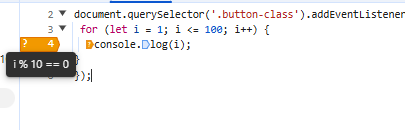 2 document.querySelector('.button-class').addEventListener
3 for (let i = 1; i <= 100; i++) {
? 4 console.log(i);
}
i % 10 == 0
});